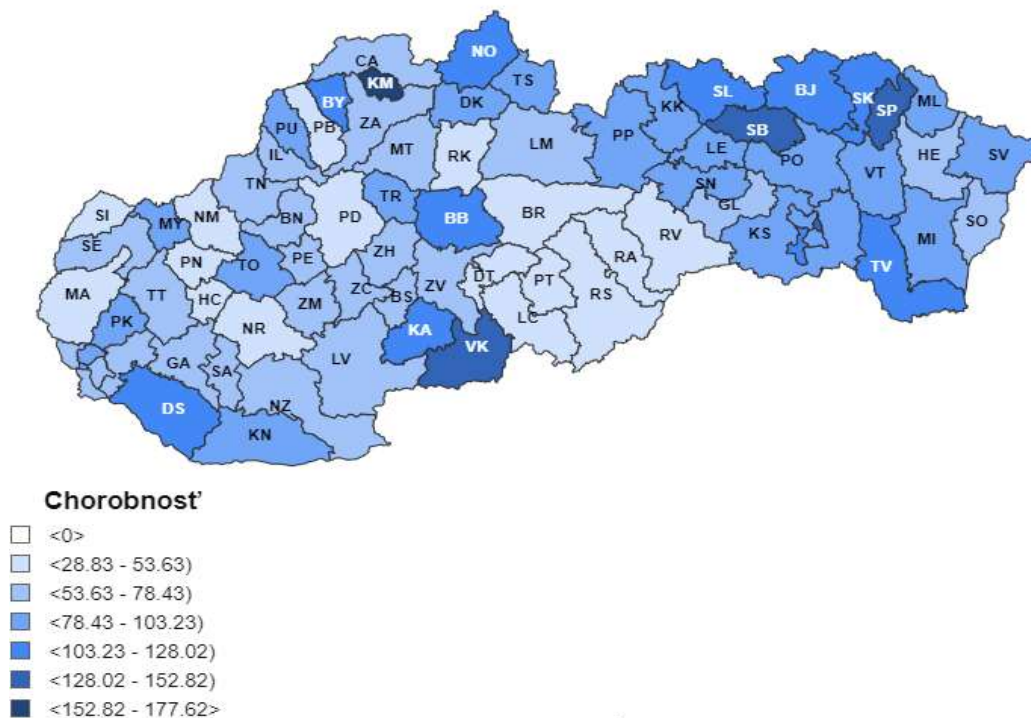 NO
CA
KM
TS
BY
DK
PU
PB
ZA
IL
MT
RK
LM
TN
SL
BJ
SK
SP
ML
KK
SB
PP
LE
PO
HE
SV
VT
SN
GL
SO
KS
MI
TV
SI
MY
NM
BN
PD
TR
BB
BR
SE
PN
TO
PE
ZH
RV
MA
TT
HC
ZM
ZC
BS
ZV
DT
PT
RA
RS
PK
NR
KA
LC
VK
GA
SA
LV
DS
NZ
KN
Chorobnosť
<0>
<28.83 - 53.63)
<53.63 - 78.43)
<78.43 - 103.23)
<103.23 - 128.02)
<128.02 - 152.82)
<152.82 - 177.62>